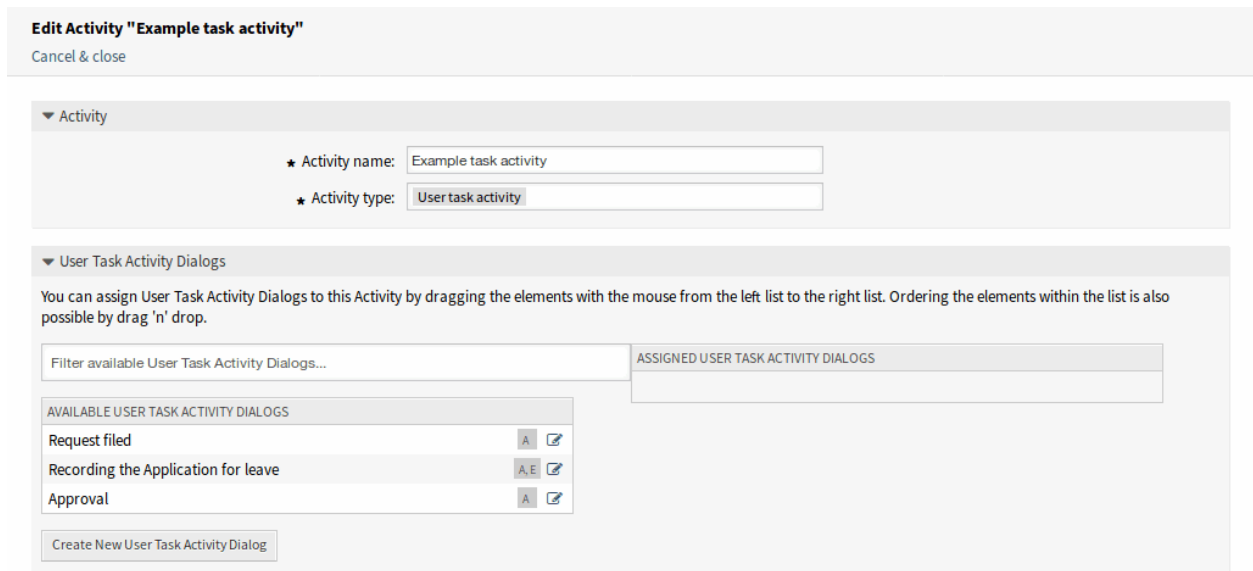 Edit Activity "Example task activity"
Cancel & close
Activity
★ Activity name: Example task activity
★ Activity type: User task activity
User Task Activity Dialogs
You can assign User Task Activity Dialogs to this Activity by dragging the elements with the mouse from the left list to the right list. Ordering the elements within the list is also
possible by drag 'n' drop.
Filter available User Task Activity Dialogs...
ASSIGNED USER TASK ACTIVITY DIALOGS
AVAILABLE USER TASK ACTIVITY DIALOGS
Request filed A
Recording the Application for leave A, E
Approval A
Create New User Task Activity Dialog